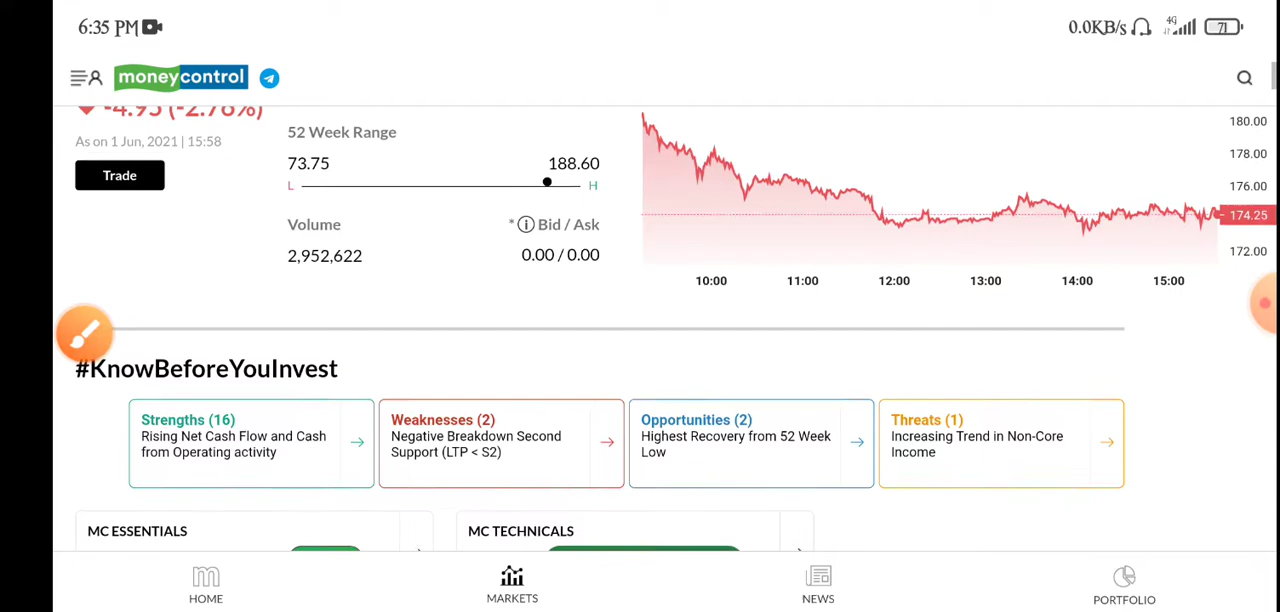 6:35 PM
0.0KB/s 4G 71
moneycontrol
-4.95 (-2.76%)
As on 1 Jun, 2021 | 15:58
Trade
52 Week Range
73.75 188.60
L H
Volume * i Bid / Ask
2,952,622 0.00 / 0.00
180.00
178.00
176.00
174.25
172.00
10:00 11:00 12:00 13:00 14:00 15:00
#KnowBeforeYouInvest
Strengths (16)
Rising Net Cash Flow and Cash
from Operating activity
Weaknesses (2)
Negative Breakdown Second
Support (LTP < S2)
Opportunities (2)
Highest Recovery from 52 Week
Low
Threats (1)
Increasing Trend in Non-Core
Income
MC ESSENTIALS
MC TECHNICALS
HOME
MARKETS
NEWS
PORTFOLIO